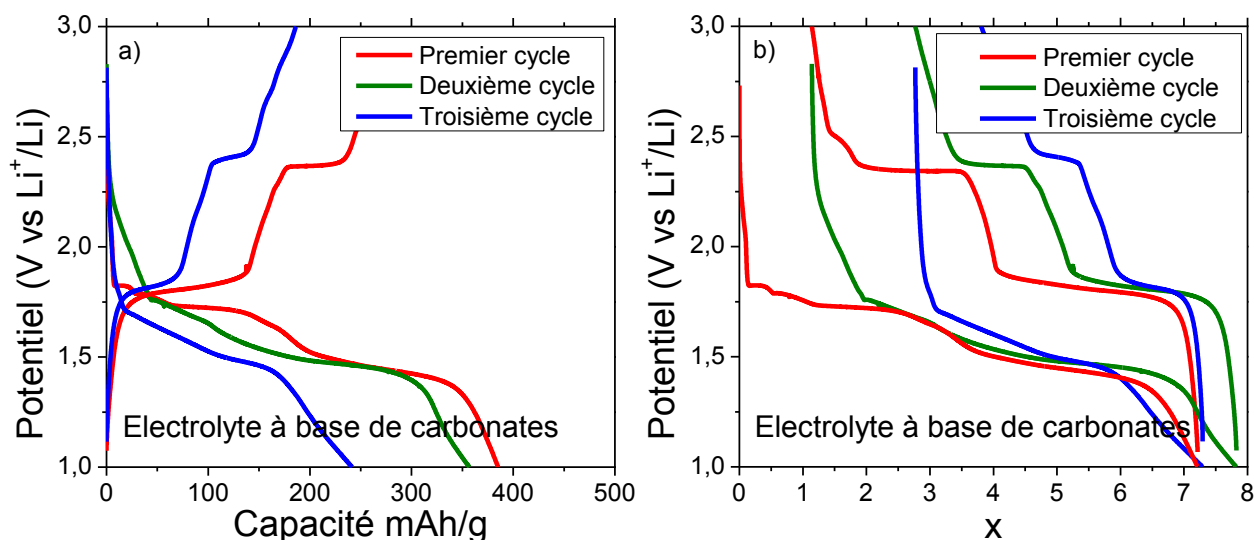 a)
Premier cycle
Deuxième cycle
Troisième cycle
3,0
2,5
2,0
1,5
1,0
Potentiel (V vs Li⁺/Li)
Electrolyte à base de carbonates
0 100 200 300 400 500
Capacité mAh/g
b)
Premier cycle
Deuxième cycle
Troisième cycle
3,0
2,5
2,0
1,5
1,0
Potentiel (V vs Li⁺/Li)
Electrolyte à base de carbonates
0 1 2 3 4 5 6 7 8
x